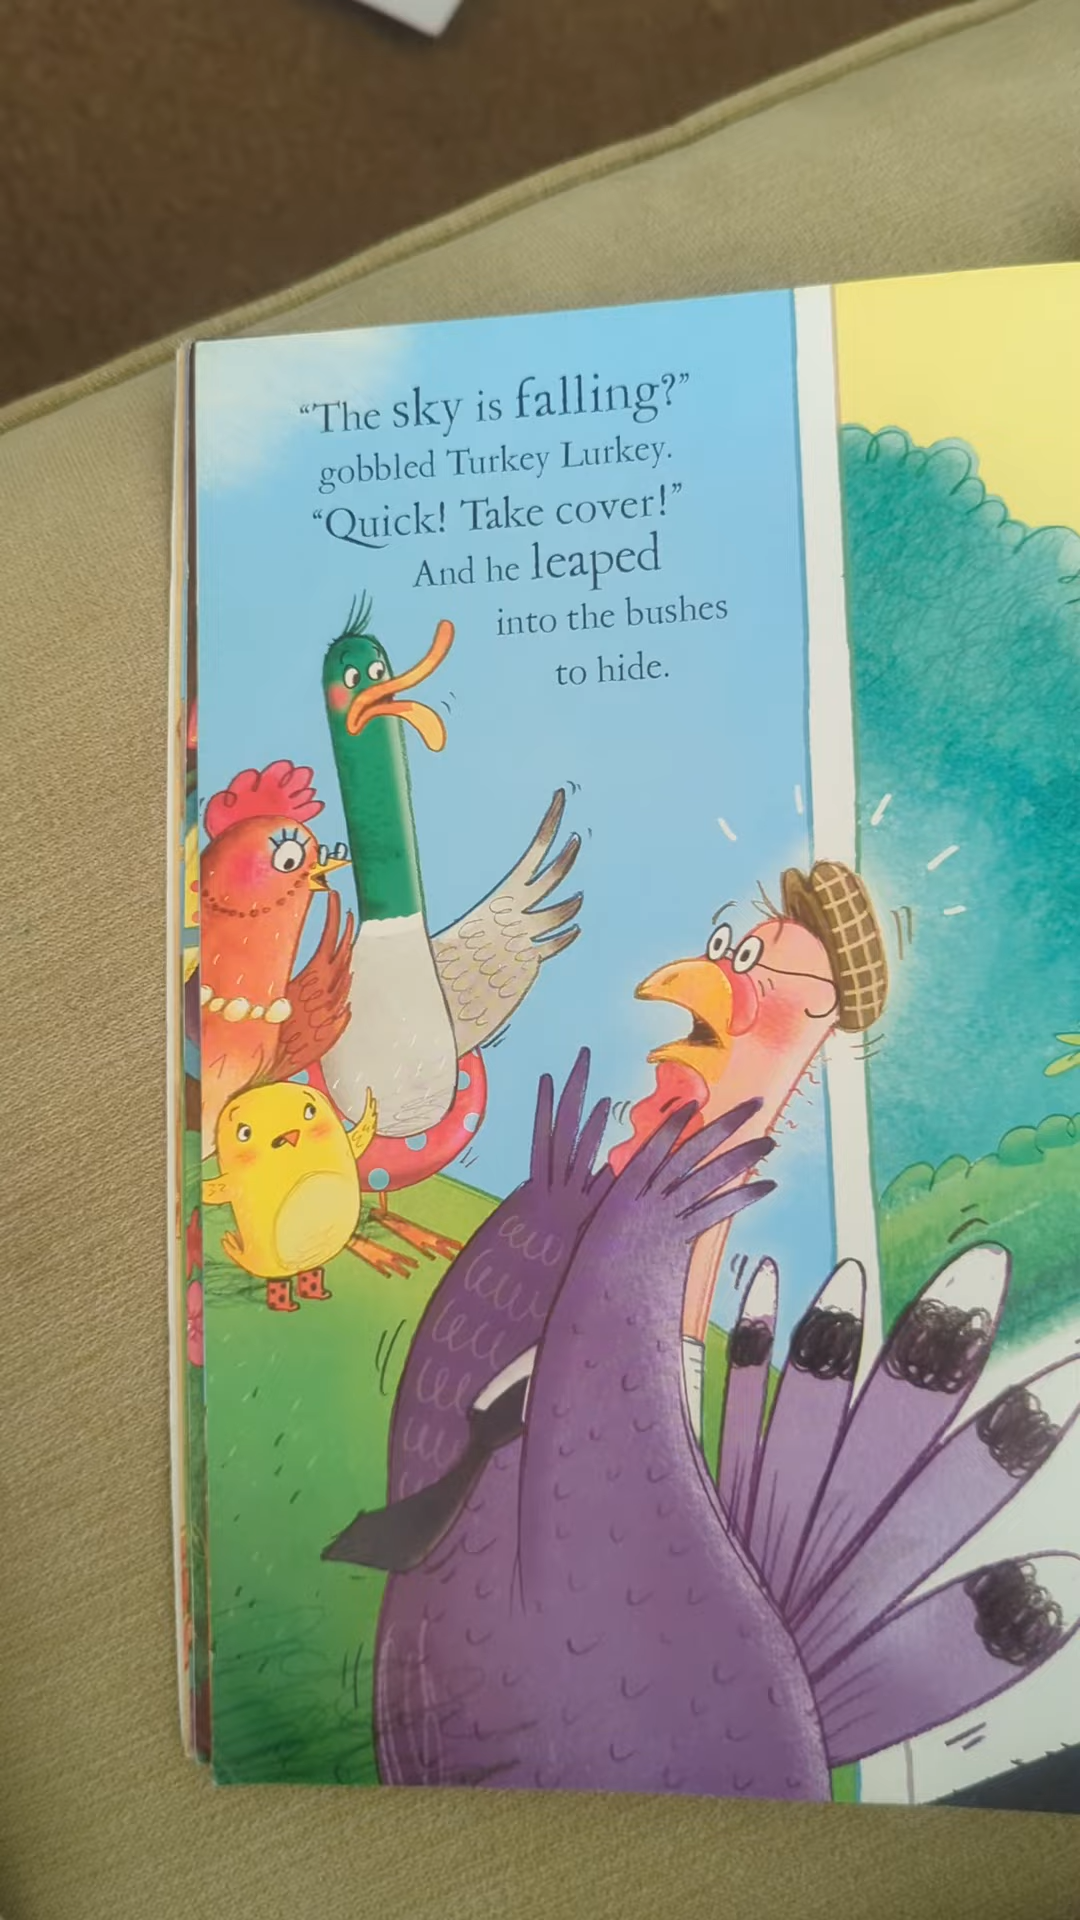 “The sky is falling?”
gobbled Turkey Lurkey.
“Quick! Take cover!”
And he leaped
into the bushes
to hide.